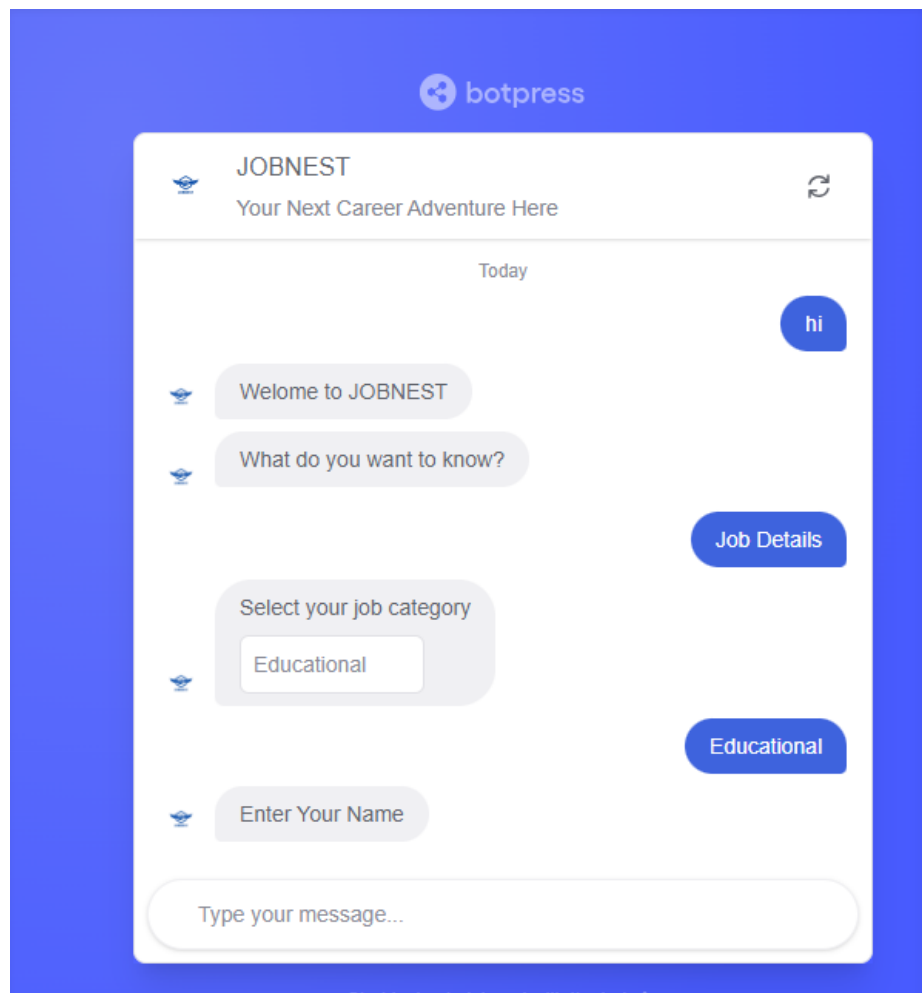 botpress
JOBNEST
Your Next Career Adventure Here
Today
hi
Welome to JOBNEST
What do you want to know?
Job Details
Select your job category
Educational
Educational
Enter Your Name
Type your message...